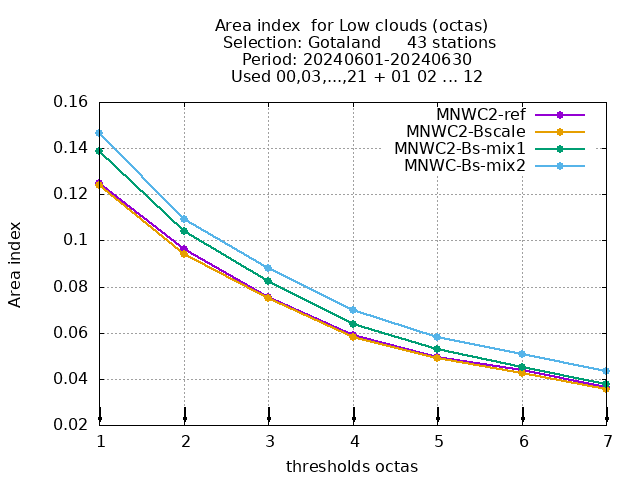 Area index  for Low clouds (octas)
Selection: Gotaland     43 stations
Period: 20240601-20240630
Used 00,03,...,21 + 01 02 ... 12
0.16
0.14
0.12
0.1
0.08
0.06
0.04
0.02
Area index
MNWC2-ref
MNWC2-Bscale
MNWC2-Bs-mix1
MNWC-Bs-mix2
1 2 3 4 5 6 7
thresholds octas